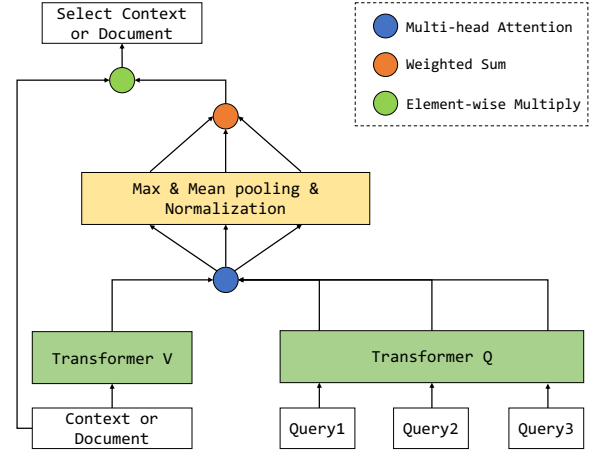 Select Context
or Document
Multi-head Attention
Weighted Sum
Element-wise Multiply
Max & Mean pooling &
Normalization
Transformer V
Transformer Q
Context or
Document
Query1
Query2
Query3